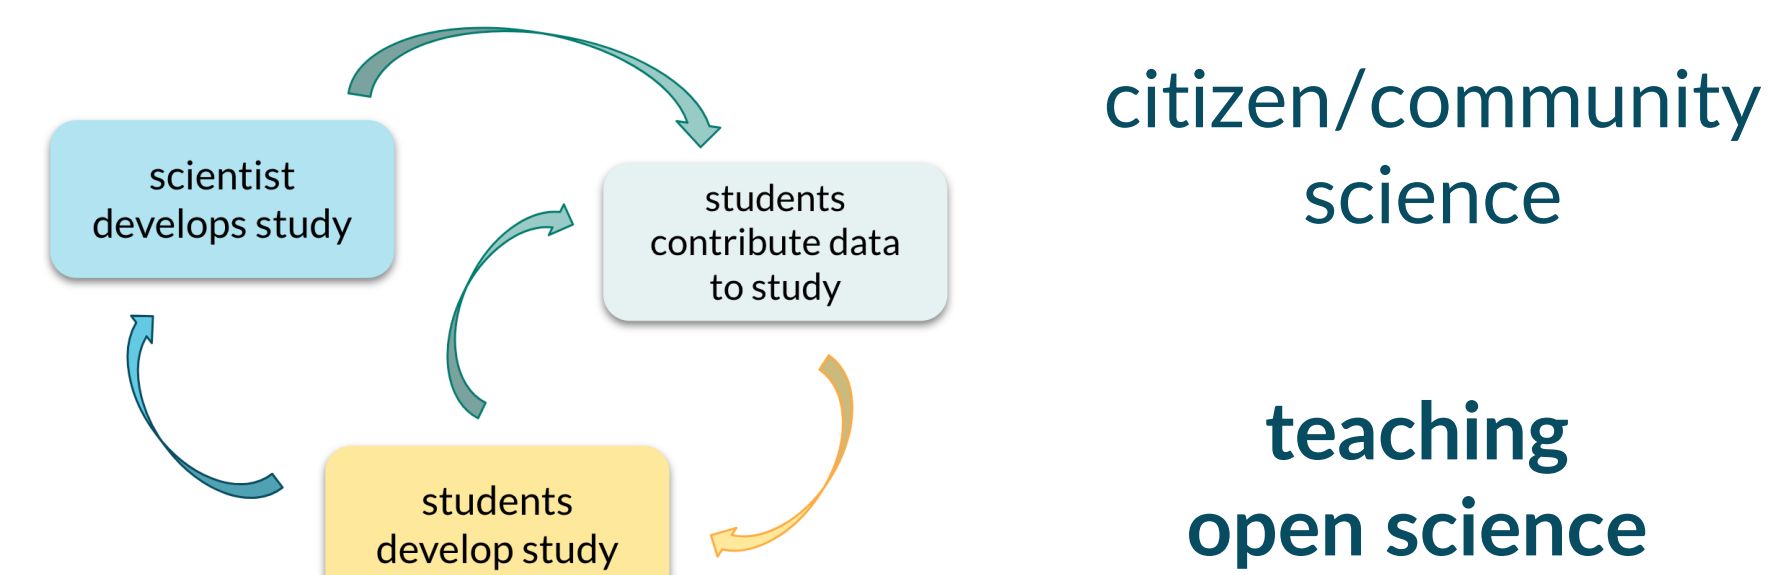 scientist
develops study
students
contribute data
to study
students
develop study
citizen/community
science
teaching
open science